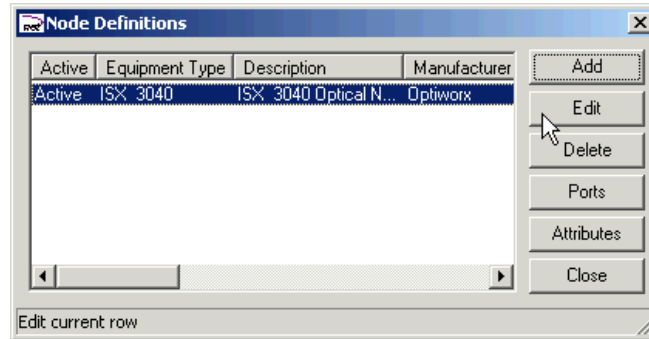 Node Definitions
Active Equipment Type Description Manufacturer
Active ISX 3040 ISX 3040 Optical N... Optiworx
Add
Edit
Delete
Ports
Attributes
Close
Edit current row